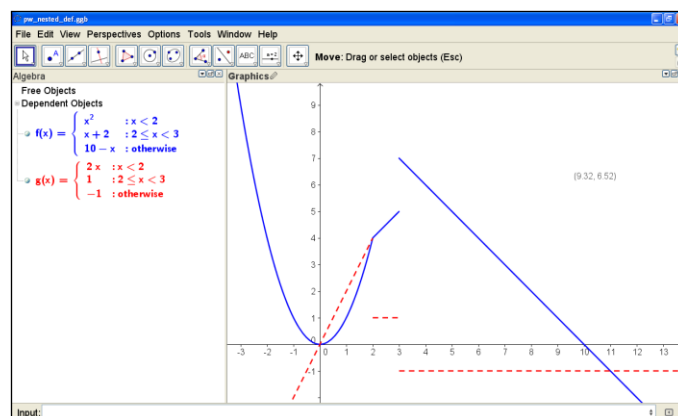 pw_nested_def.ggb
File Edit View Perspectives Options Tools Window Help
ABC
a=2
Move: Drag or select objects (Esc)
Algebra
Graphics
Free Objects
Dependent Objects
f(x) = { x² : x < 2
x + 2 : 2 ≤ x < 3
10 − x : otherwise
g(x) = { 2 x : x < 2
1 : 2 ≤ x < 3
−1 : otherwise
(9.32, 6.52)
9
8
7
6
5
4
3
2
1
0
-1
-3 -2 -1 0 1 2 3 4 5 6 7 8 9 10 11 12 13
Input: